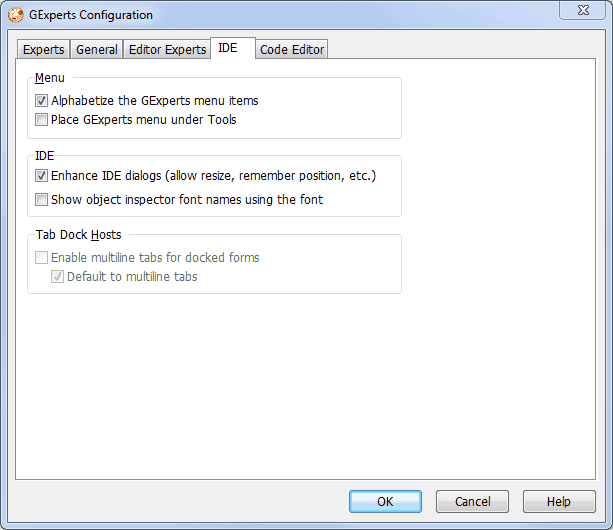 GExperts Configuration
Experts General Editor Experts IDE Code Editor
Menu
Alphabetize the GExperts menu items
Place GExperts menu under Tools
IDE
Enhance IDE dialogs (allow resize, remember position, etc.)
Show object inspector font names using the font
Tab Dock Hosts
Enable multiline tabs for docked forms
Default to multiline tabs
OK Cancel Help